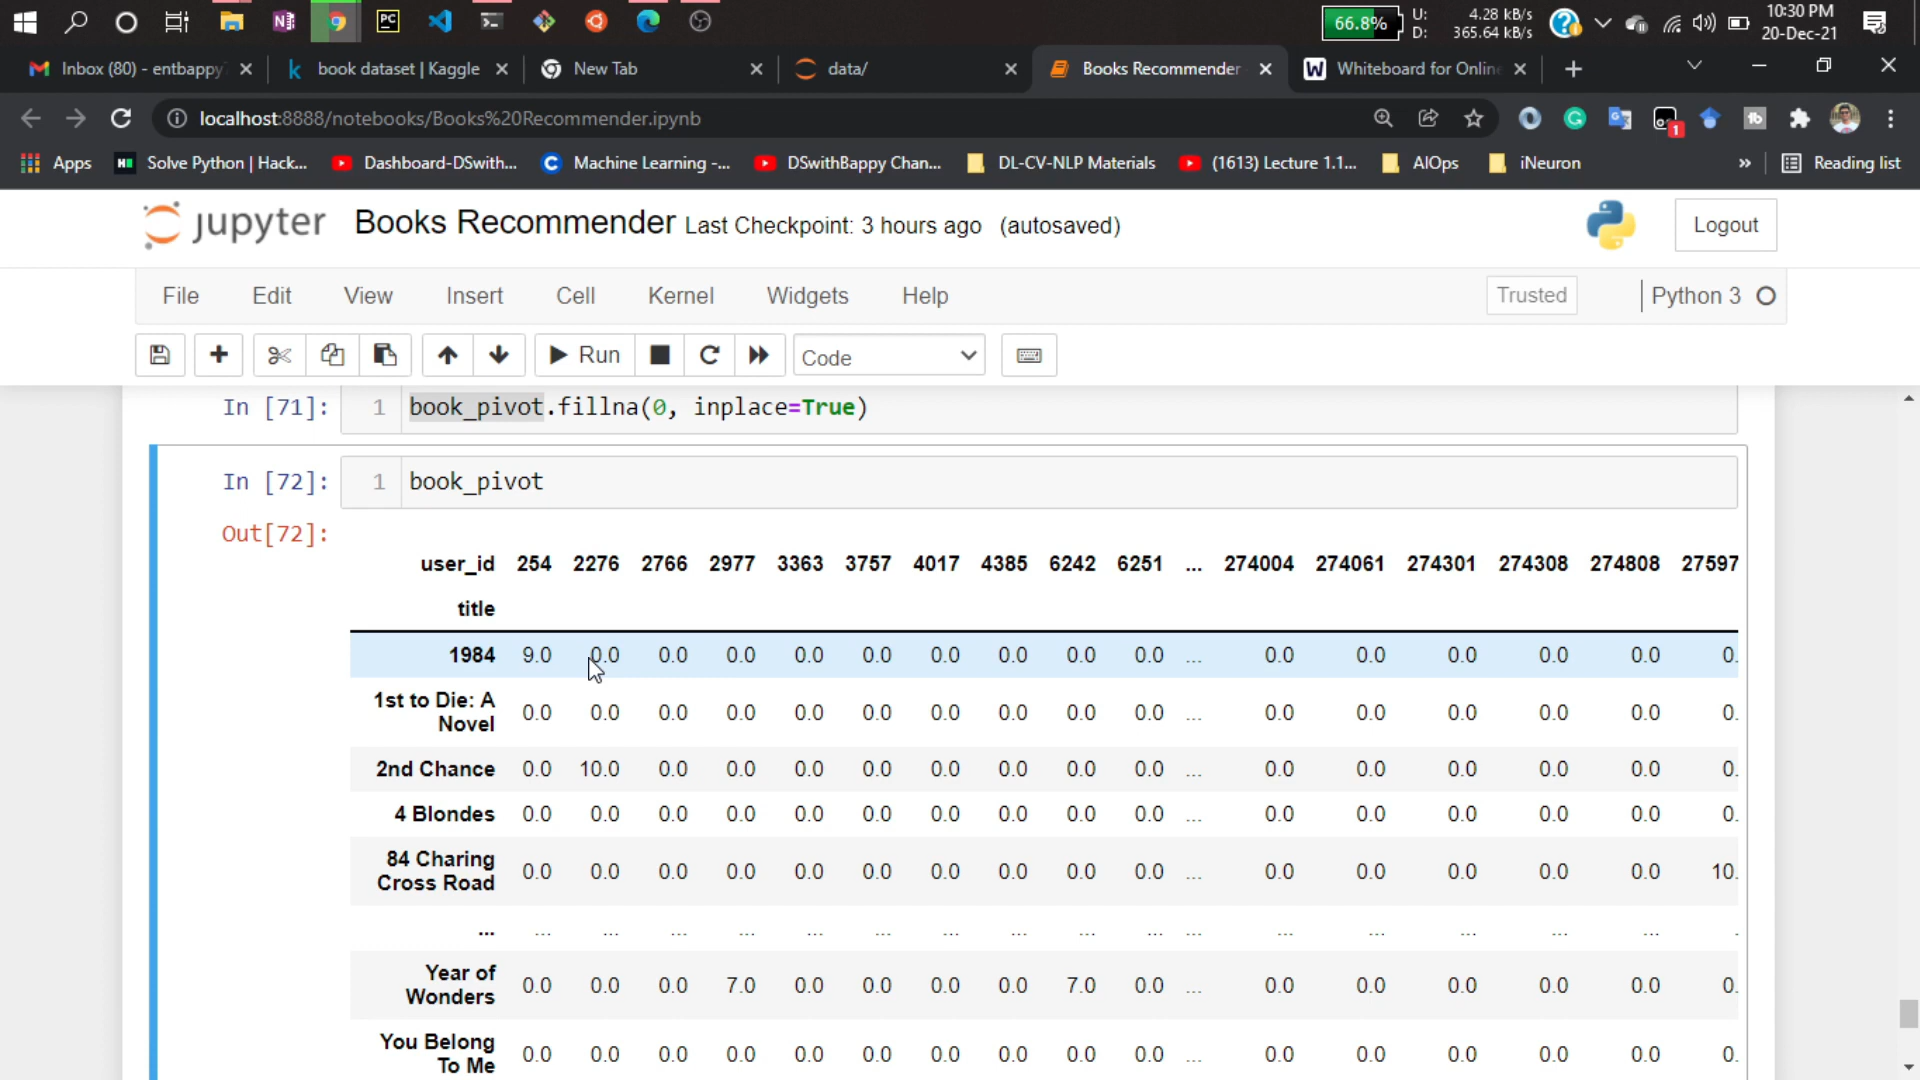 66.8%
U: 4.28 kB/s
D: 365.64 kB/s
10:30 PM
20-Dec-21
Inbox (80) - entbappy
book dataset | Kaggle
New Tab
data/
Books Recommender
Whiteboard for Onlin
localhost:8888/notebooks/Books%20Recommender.ipynb
Apps
Solve Python | Hack...
Dashboard-DSwith...
Machine Learning -...
DSwithBappy Chan...
DL-CV-NLP Materials
(1613) Lecture 1.1...
AIOps
iNeuron
»
Reading list
jupyter Books Recommender Last Checkpoint: 3 hours ago (autosaved)
Logout
File Edit View Insert Cell Kernel Widgets Help
Trusted
Python 3
Run
Code
In [71]: 1 book_pivot.fillna(0, inplace=True)
In [72]: 1 book_pivot
Out[72]:
user_id 254 2276 2766 2977 3363 3757 4017 4385 6242 6251 ... 274004 274061 274301 274308 274808 27597
title
1984 9.0 0.0 0.0 0.0 0.0 0.0 0.0 0.0 0.0 0.0 ... 0.0 0.0 0.0 0.0 0.0 0.
1st to Die: A Novel 0.0 0.0 0.0 0.0 0.0 0.0 0.0 0.0 0.0 0.0 ... 0.0 0.0 0.0 0.0 0.0 0.
2nd Chance 0.0 10.0 0.0 0.0 0.0 0.0 0.0 0.0 0.0 0.0 ... 0.0 0.0 0.0 0.0 0.0 0.
4 Blondes 0.0 0.0 0.0 0.0 0.0 0.0 0.0 0.0 0.0 0.0 ... 0.0 0.0 0.0 0.0 0.0 0.
84 Charing Cross Road 0.0 0.0 0.0 0.0 0.0 0.0 0.0 0.0 0.0 0.0 ... 0.0 0.0 0.0 0.0 0.0 10.
... ... ... ... ... ... ... ... ... ... ... ... ... ... ... ... ... .
Year of Wonders 0.0 0.0 0.0 7.0 0.0 0.0 0.0 0.0 7.0 0.0 ... 0.0 0.0 0.0 0.0 0.0 0.
You Belong To Me 0.0 0.0 0.0 0.0 0.0 0.0 0.0 0.0 0.0 0.0 ... 0.0 0.0 0.0 0.0 0.0 0.